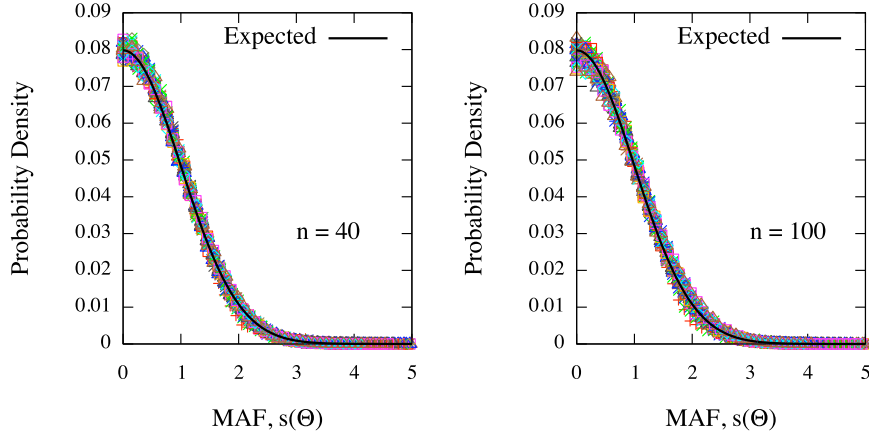 0.09
0.08
0.07
0.06
0.05
0.04
0.03
0.02
0.01
0
0 1 2 3 4 5
Probability Density
MAF, s(Θ)
Expected
n = 40
0.09
0.08
0.07
0.06
0.05
0.04
0.03
0.02
0.01
0
0 1 2 3 4 5
Probability Density
MAF, s(Θ)
Expected
n = 100